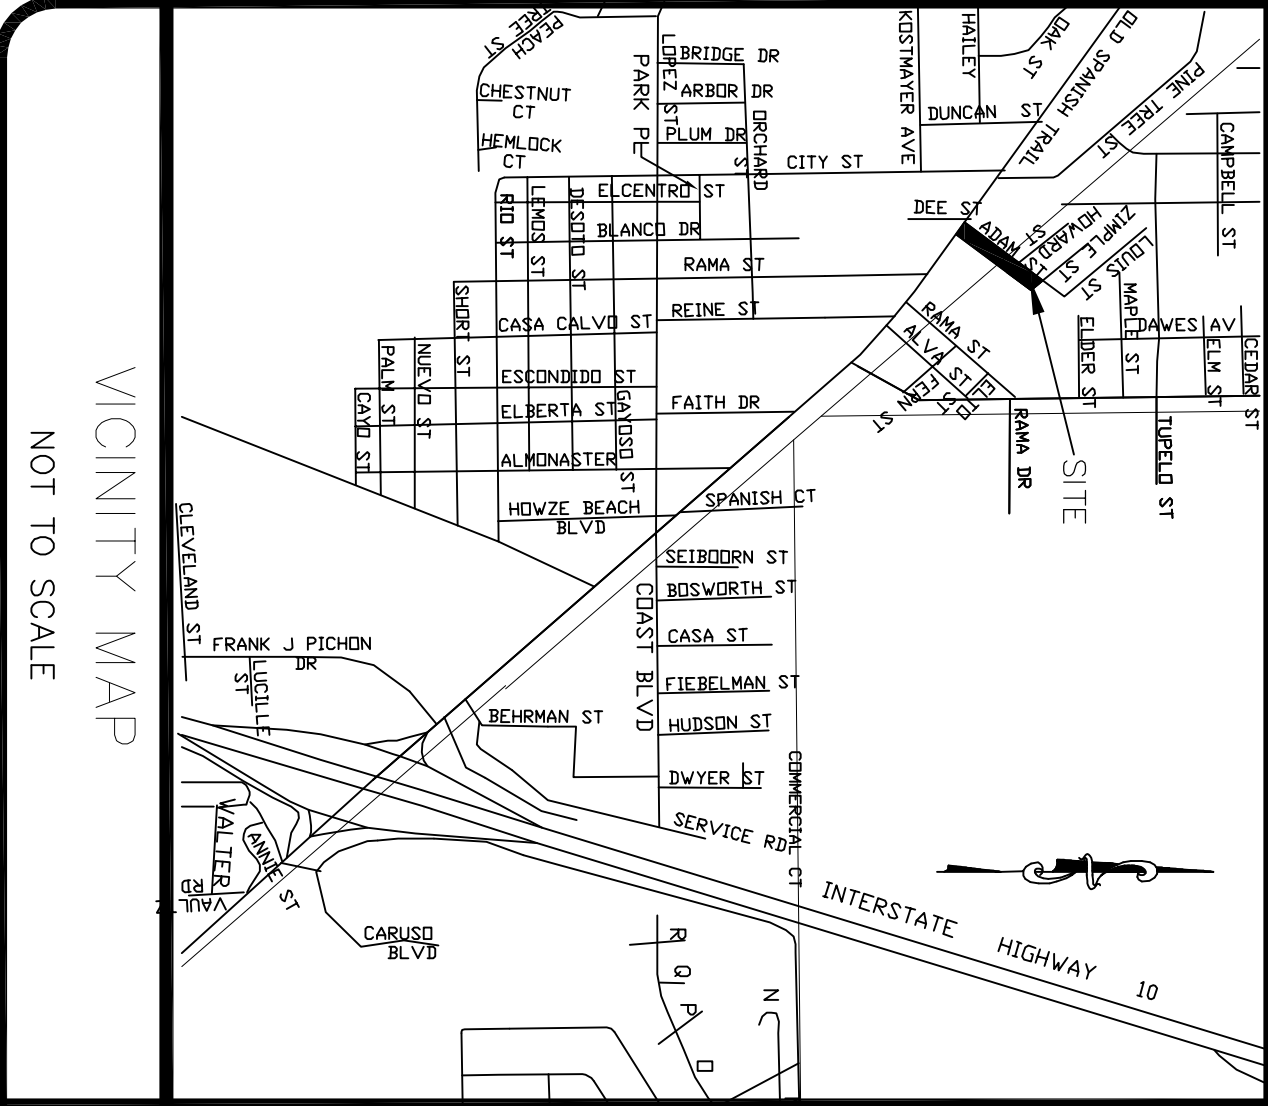 VICINITY MAP
NOT TO SCALE
PEACH
TREE ST
CHESTNUT
CT
HEMLOCK
CT
PARK PL
LOPEZ ST
BRIDGE DR
ARBOR DR
PLUM DR
ORCHARD
ST
CITY ST
KOSTMAYER AVE
HAILEY
OAK ST
OLD SPANISH TRAIL
PINE TREE
ST
DUNCAN ST
CAMPBELL ST
RIO ST
LEMOS ST
DESOTO ST
ELCENTRO ST
BLANCO DR
DEE ST
ADAM ST
HOWARD
ST
ZIMPLE
ST
LOUIS
ST
RAMA ST
SHORT ST
CASA CALVO ST
REINE ST
RAMA ST
ALVA ST
MAPLE ST
DAWES AV
ELDER ST
ELM ST
CEDAR ST
PALM ST
NUEVO ST
ESCONDIDO ST
CAYO ST
ELBERTA ST
GAYOSO ST
FAITH DR
FERN ST
RAMA DR
TUPELO ST
ALMONASTER
SITE
HOWZE BEACH
BLVD
SPANISH CT
CLEVELAND ST
SEIBOORN ST
BOSWORTH ST
COAST BLVD
CASA ST
FRANK J PICHON
DR
LUCILLE
ST
FIEBELMAN ST
BEHRMAN ST
HUDSON ST
DWYER ST
COMMERCIAL CT
SERVICE RD
WALTER
RD
ANNIE ST
CARUSO
BLVD
INTERSTATE HIGHWAY 10
R
Q
P
O
N